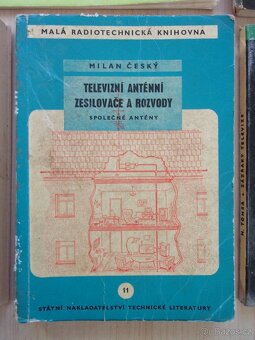 MALÁ RADIOTECHNICKÁ KNIHOVNA
MILAN ČESKÝ
TELEVIZNÍ ANTÉNNÍ
ZESILOVAČE A ROZVODY
SPOLEČNÉ ANTÉNY
11
STÁTNÍ NAKLADATELSTVÍ TECHNICKÉ LITERATURY